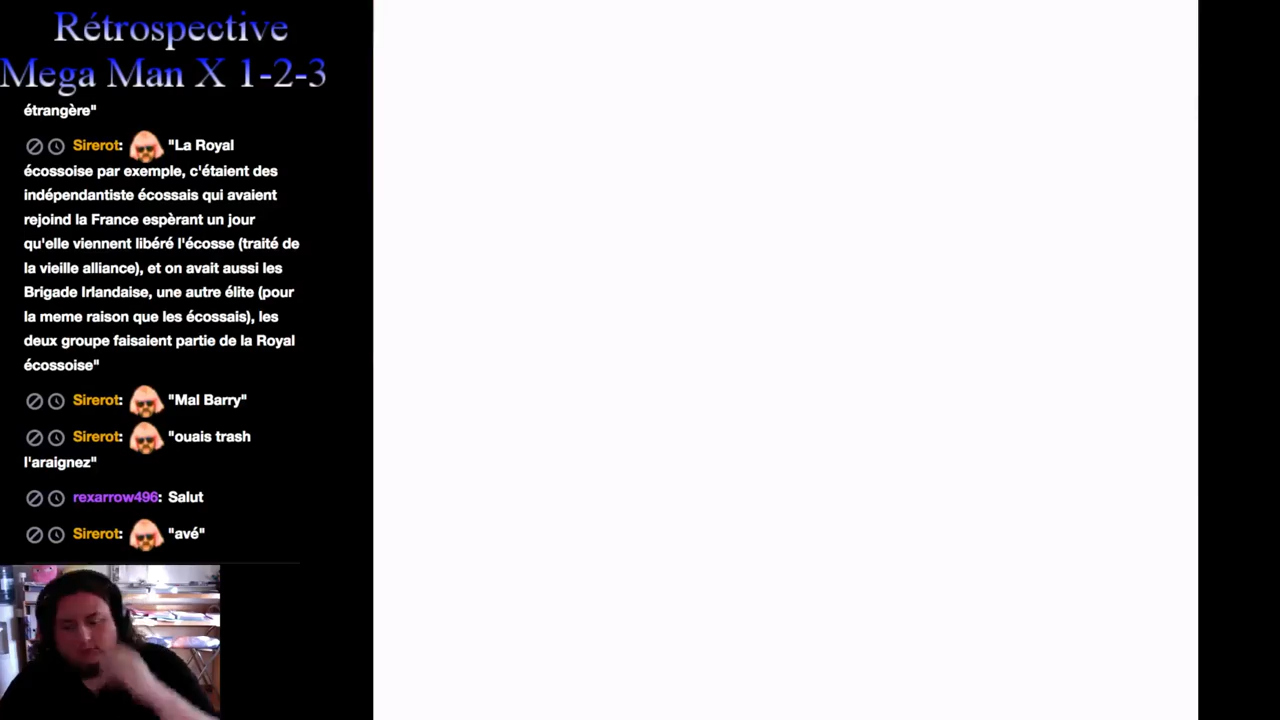 Rétrospective
Mega Man X 1-2-3
étrangère"
Sirerot: "La Royal
écossoise par exemple, c'étaient des
indépendantiste écossais qui avaient
rejoind la France espèrant un jour
qu'elle viennent libéré l'écosse (traité de
la vieille alliance), et on avait aussi les
Brigade Irlandaise, une autre élite (pour
la meme raison que les écossais), les
deux groupe faisaient partie de la Royal
écossoise"
Sirerot: "Mal Barry"
Sirerot: "ouais trash
l'araignez"
rexarrow496: Salut
Sirerot: "avé"